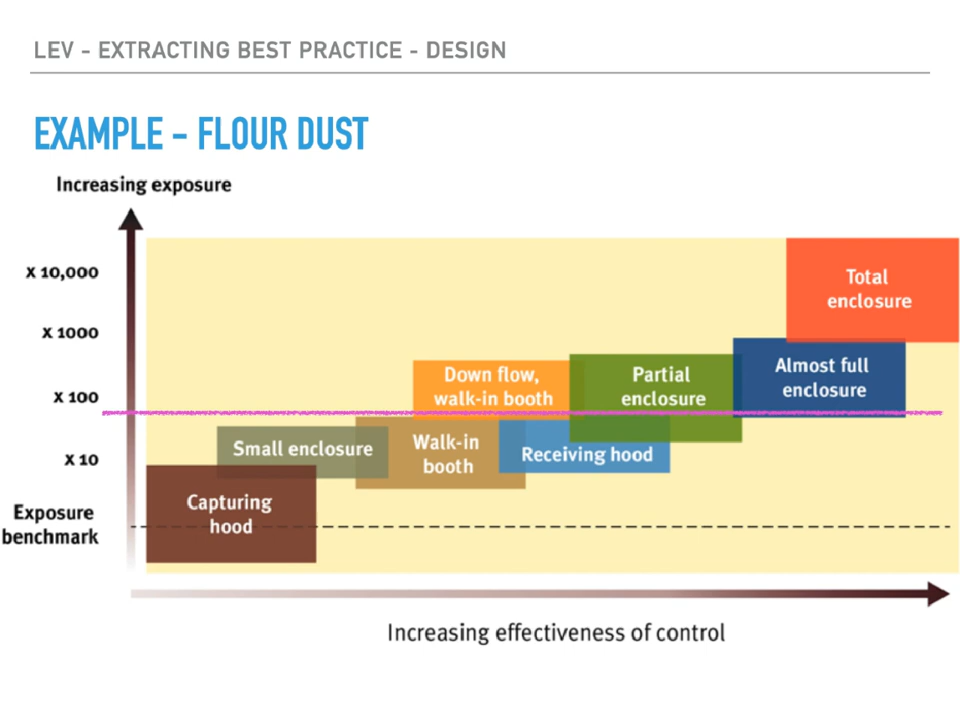 LEV - EXTRACTING BEST PRACTICE - DESIGN
EXAMPLE - FLOUR DUST
Increasing exposure
X 10,000
X 1000
X 100
X 10
Exposure
benchmark
Total
enclosure
Almost full
enclosure
Down flow,
walk-in booth
Partial
enclosure
Small enclosure
Walk-in
booth
Receiving hood
Capturing
hood
Increasing effectiveness of control